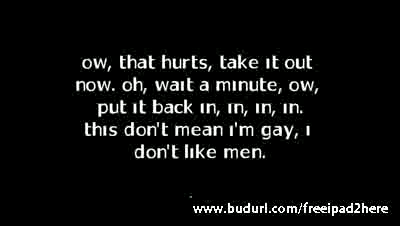 ow, that hurts, take it out
now. oh, wait a minute, ow,
put it back in, in, in, in.
this don't mean i'm gay, i
don't like men.
www.budurl.com/freeipad2here